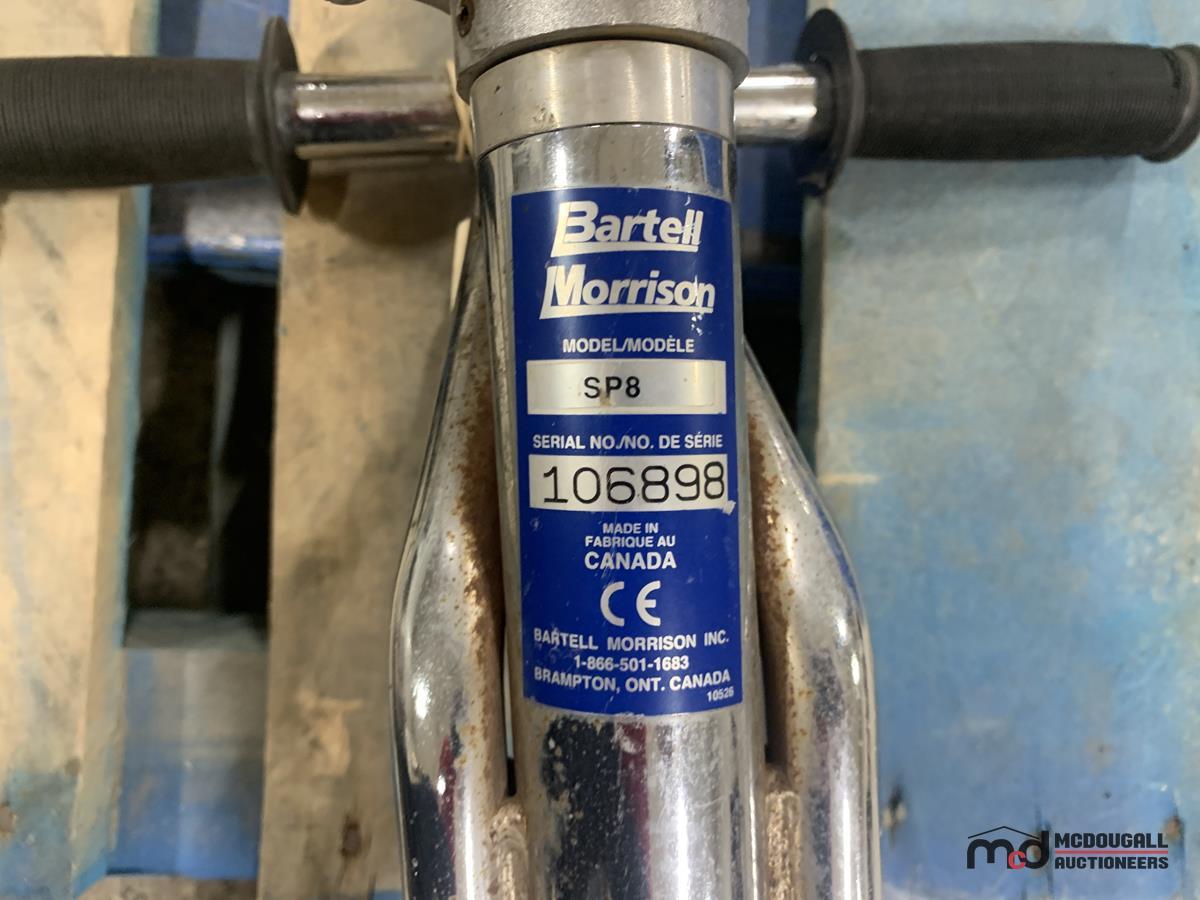 Bartell
Morrison
MODEL/MODÈLE
SP8
SERIAL NO./NO. DE SÉRIE
106898
MADE IN
FABRIQUE AU
CANADA
CE
BARTELL MORRISON INC.
1-866-501-1683
BRAMPTON, ONT. CANADA
10526
mcd MCDOUGALL
AUCTIONEERS